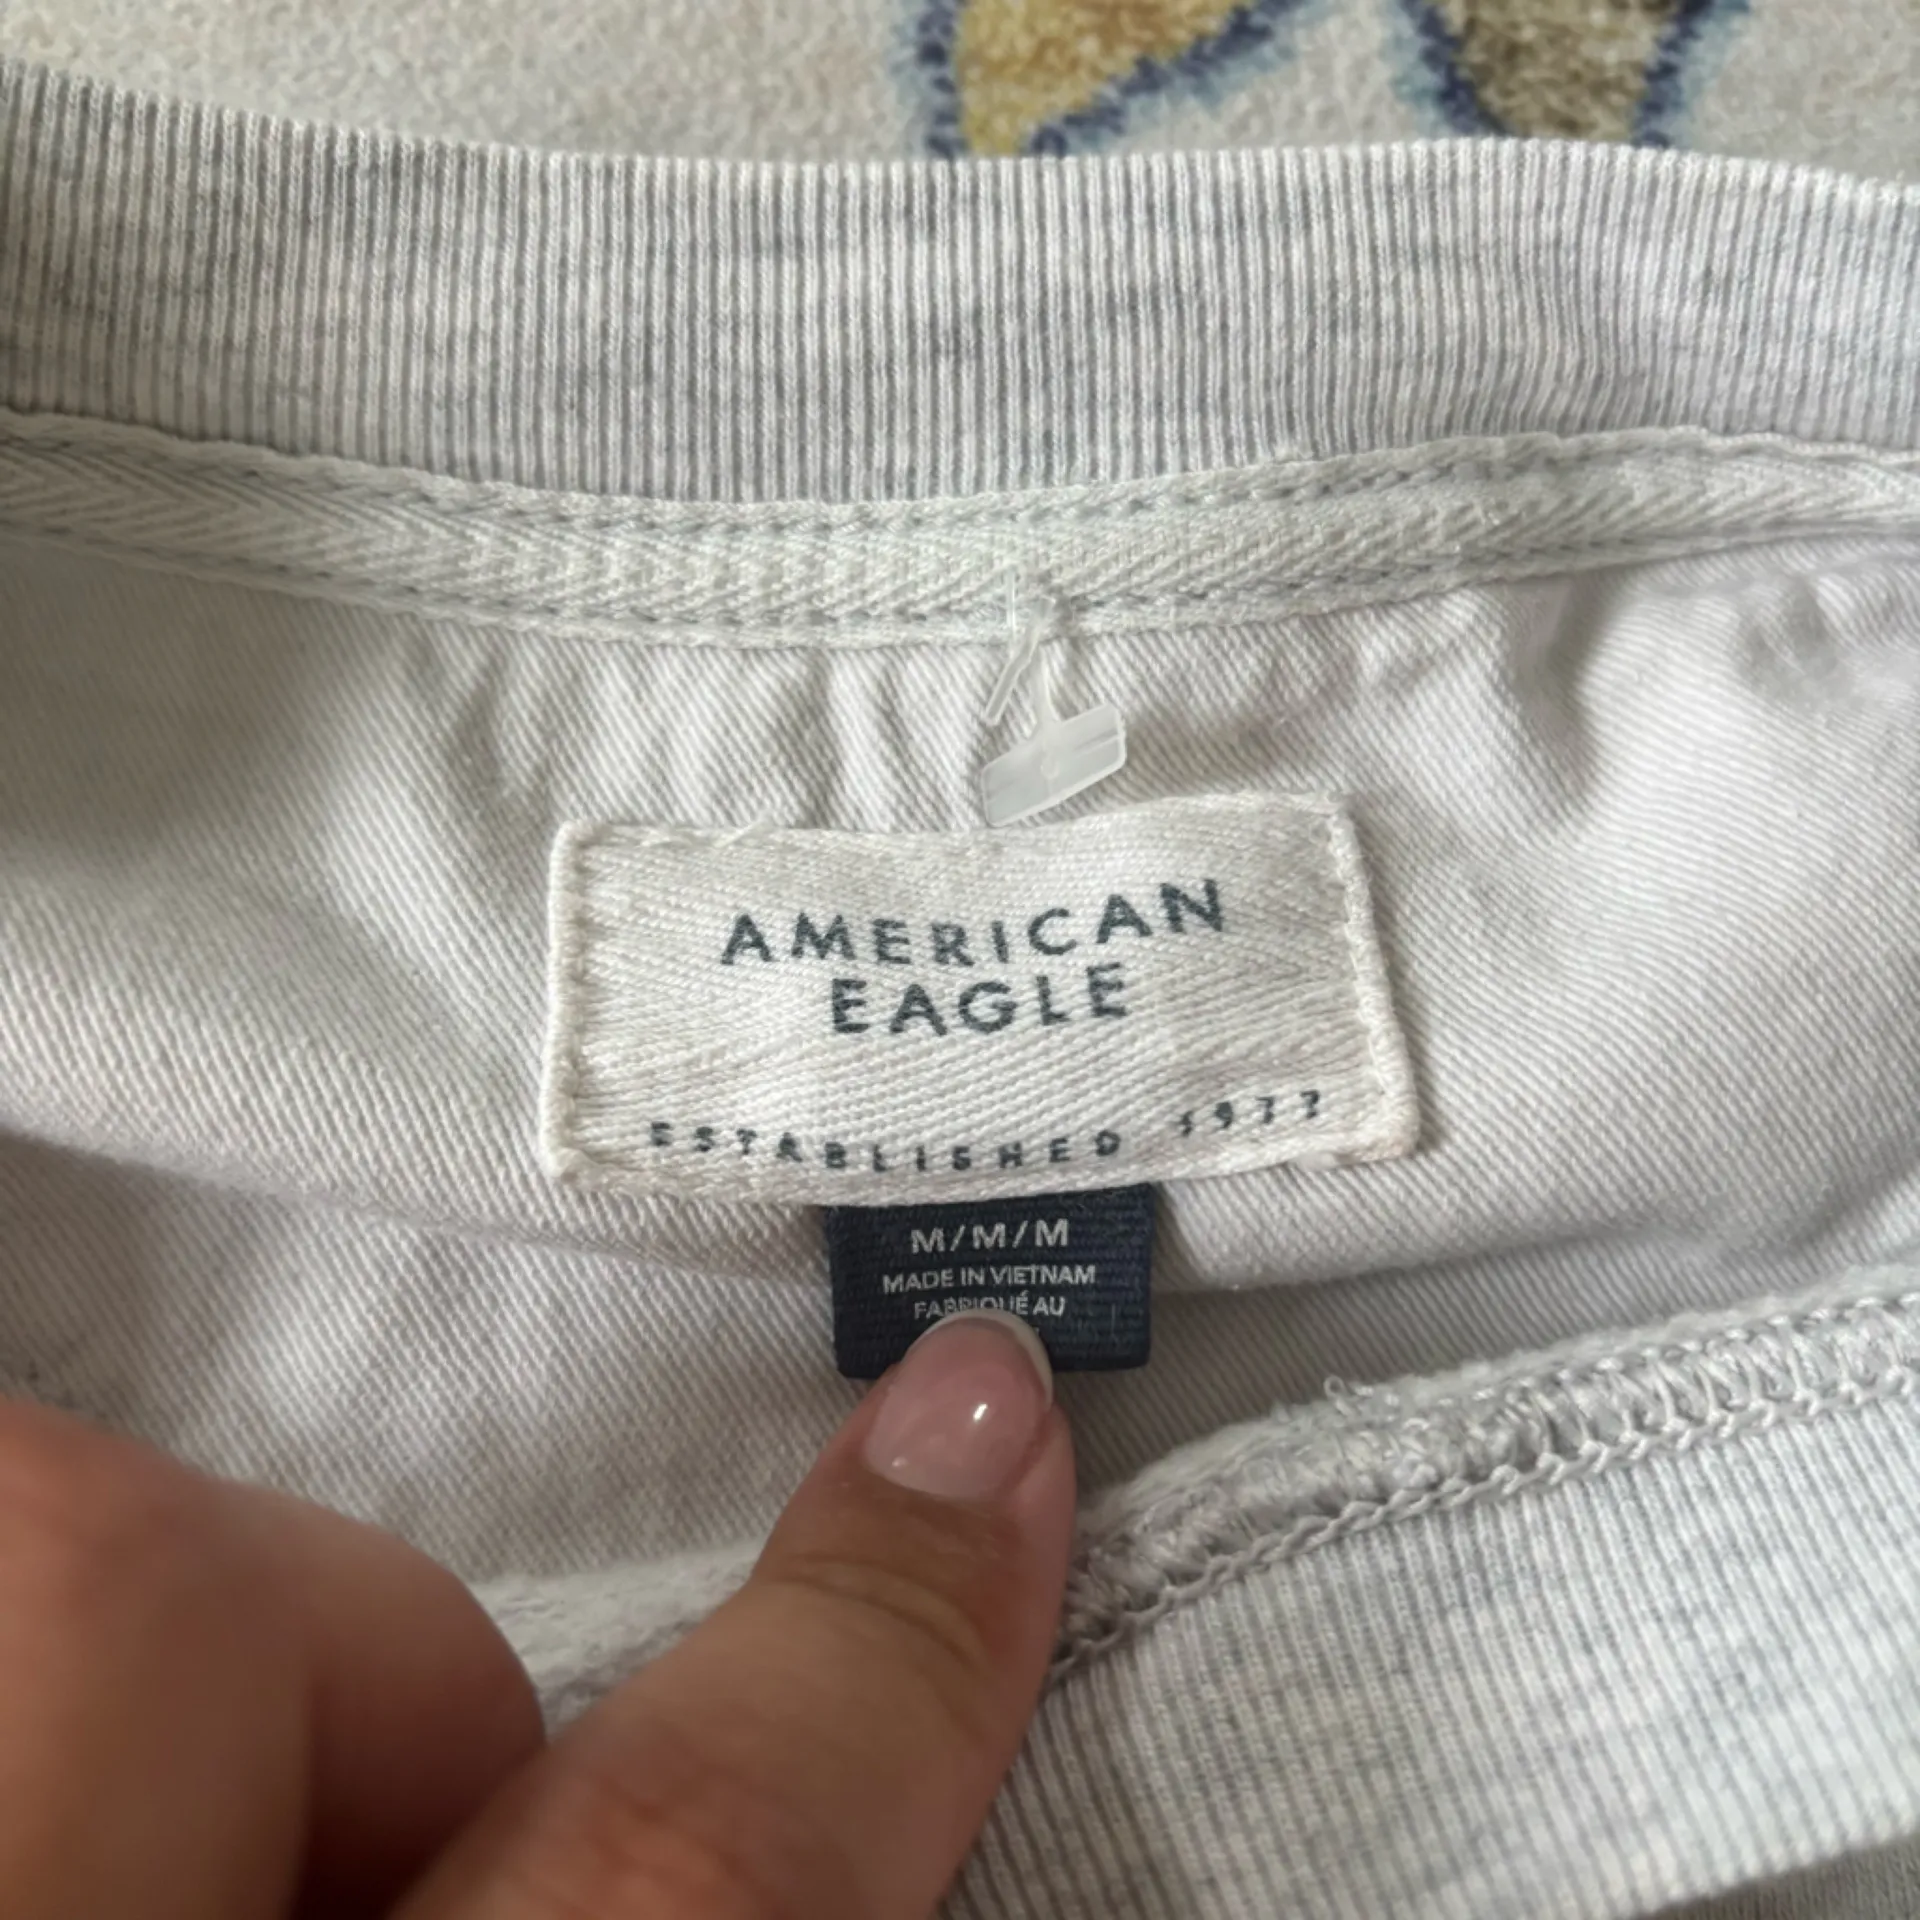 AMERICAN
EAGLE
ESTABLISHED 1977
M/M/M
MADE IN VIETNAM
FABRIQUÉ AU